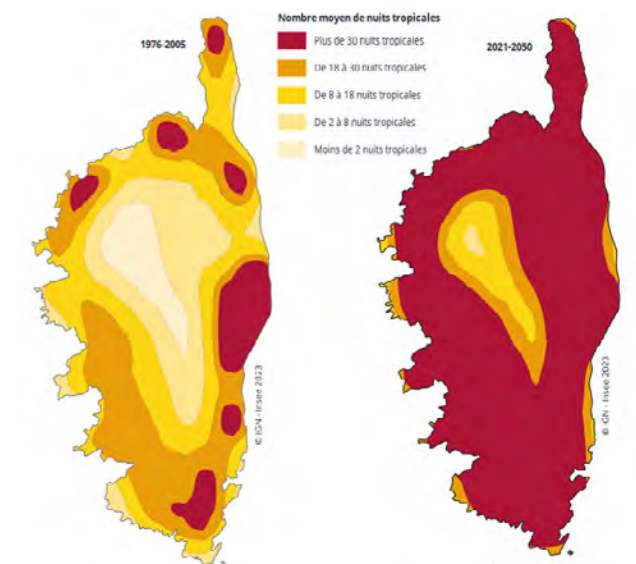 Nombre moyen de nuits tropicales
1976-2005
Plus de 30 nuits tropicales
2021-2050
De 18 à 30 nuits tropicales
De 8 à 18 nuits tropicales
De 2 à 8 nuits tropicales
Moins de 2 nuits tropicales
© IGN - Insee 2023
© IGN - Insee 2023